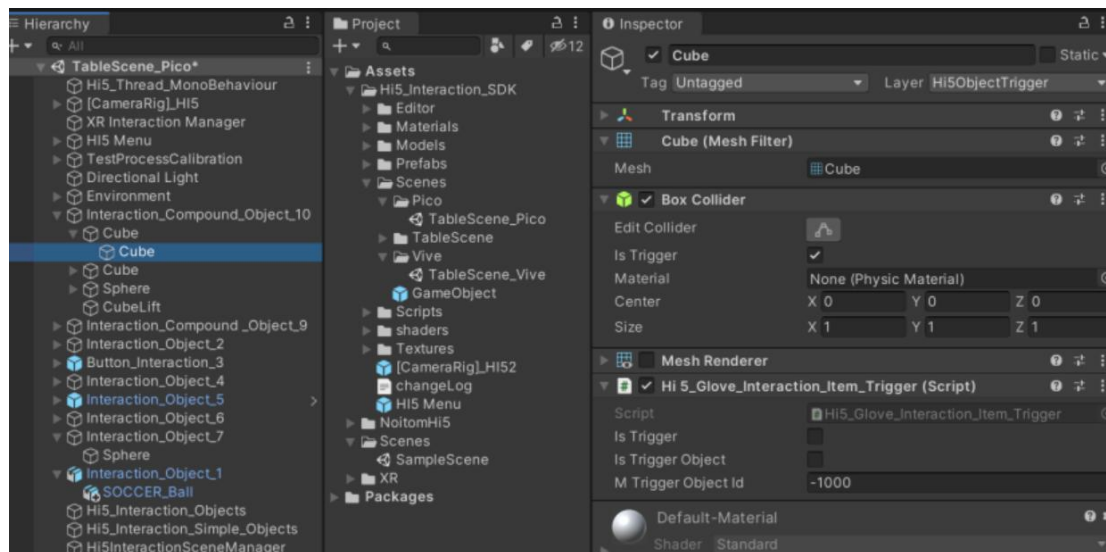 Hierarchy
All
TableScene_Pico*
Hi5_Thread_MonoBehaviour
[CameraRig]_HI5
XR Interaction Manager
HI5 Menu
TestProcessCalibration
Directional Light
Environment
Interaction_Compound_Object_10
Cube
Cube
Cube
Sphere
CubeLift
Interaction_Compound _Object_9
Interaction_Object_2
Button_Interaction_3
Interaction_Object_4
Interaction_Object_5
Interaction_Object_6
Interaction_Object_7
Sphere
Interaction_Object_1
SOCCER_Ball
Hi5_Interaction_Objects
Hi5_Interaction_Simple_Objects
Hi5InteractionSceneManager
Project
12
Assets
Hi5_Interaction_SDK
Editor
Materials
Models
Prefabs
Scenes
Pico
TableScene_Pico
TableScene
Vive
TableScene_Vive
GameObject
Scripts
shaders
Textures
[CameraRig]_HI52
changeLog
HI5 Menu
NoitomHi5
Scenes
SampleScene
XR
Packages
Inspector
Cube Static
Tag Untagged Layer Hi5ObjectTrigger
Transform
Cube (Mesh Filter)
Mesh Cube
Box Collider
Edit Collider
Is Trigger
Material None (Physic Material)
Center X 0 Y 0 Z 0
Size X 1 Y 1 Z 1
Mesh Renderer
# Hi 5_Glove_Interaction_Item_Trigger (Script)
Script Hi5_Glove_Interaction_Item_Trigger
Is Trigger
Is Trigger Object
M Trigger Object Id -1000
Default-Material
Shader Standard